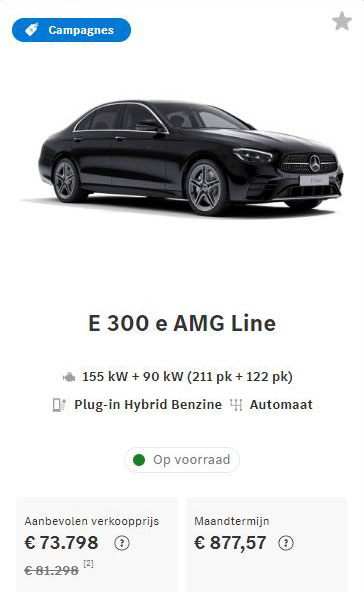 Campagnes
E 300 e AMG Line
155 kW + 90 kW (211 pk + 122 pk)
Plug-in Hybrid Benzine Automaat
Op voorraad
Aanbevolen verkoopprijs
€ 73.798 ?
€ 81.298 [2]
Maandtermijn
€ 877,57 ?